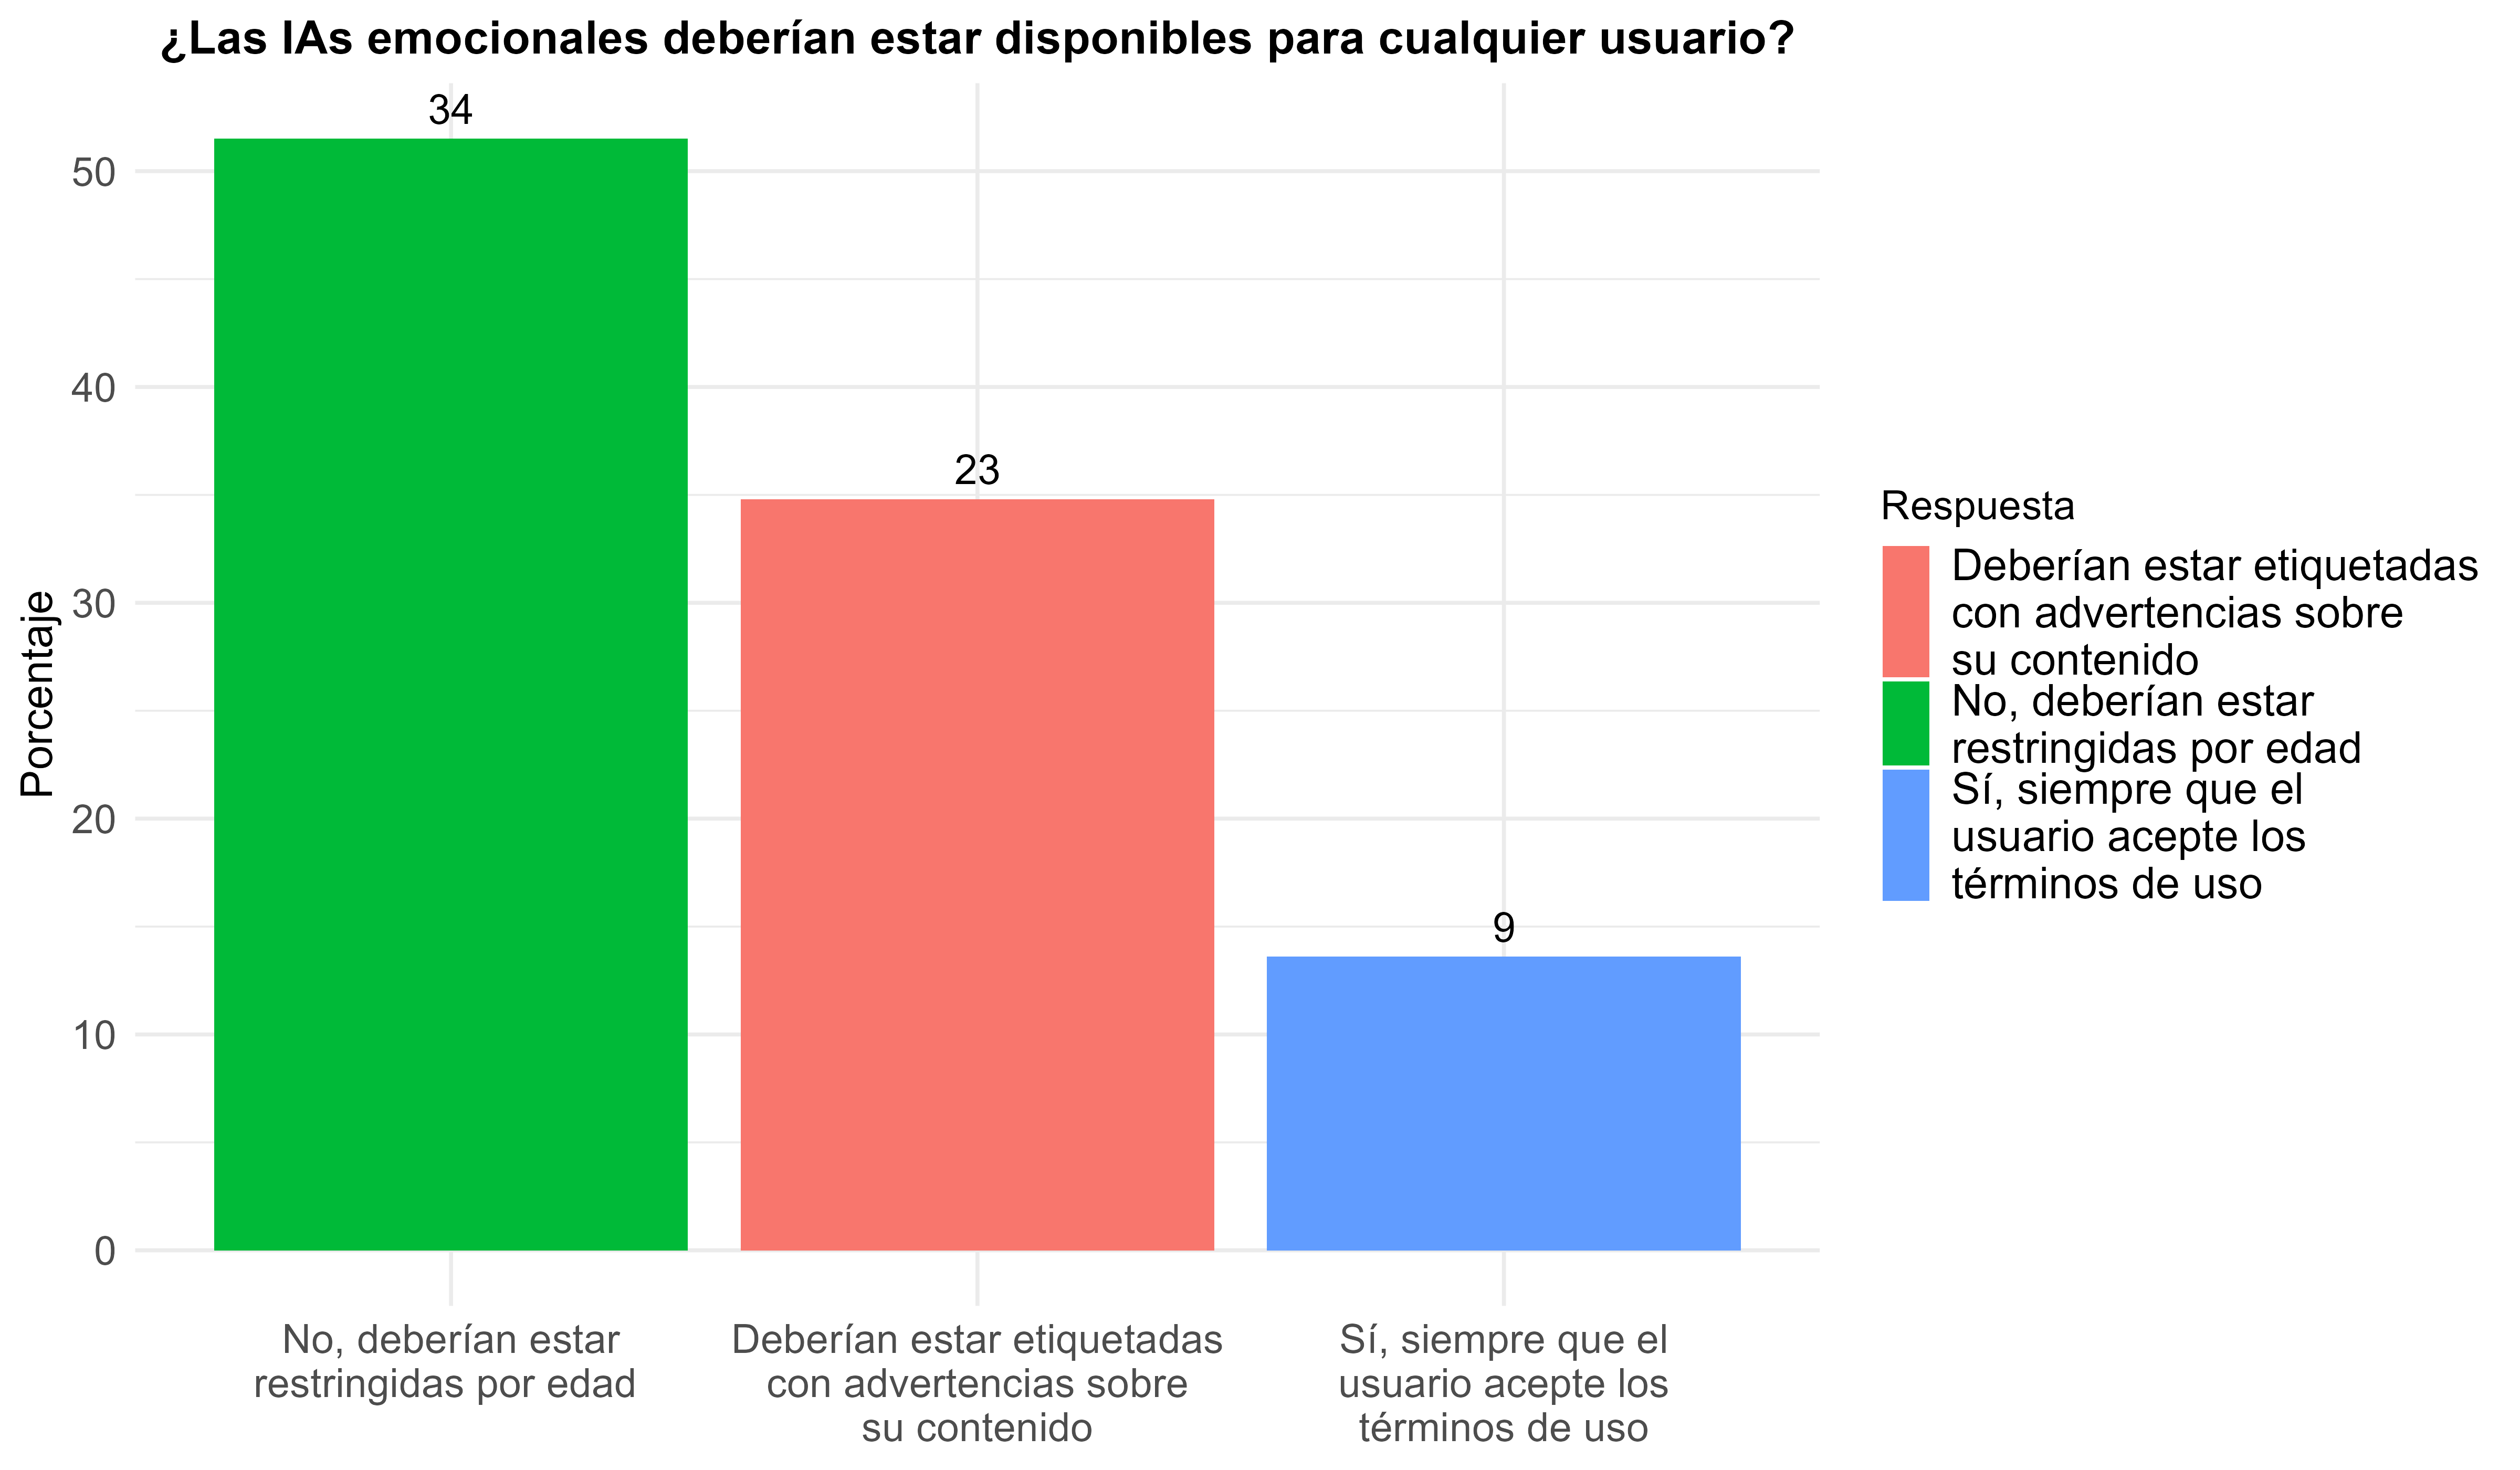 ¿Las IAs emocionales deberían estar disponibles para cualquier usuario?
Porcentaje
50
40
30
20
10
0
34
23
9
No, deberían estar
restringidas por edad
Deberían estar etiquetadas
con advertencias sobre
su contenido
Sí, siempre que el
usuario acepte los
términos de uso
Respuesta
Deberían estar etiquetadas
con advertencias sobre
su contenido
No, deberían estar
restringidas por edad
Sí, siempre que el
usuario acepte los
términos de uso